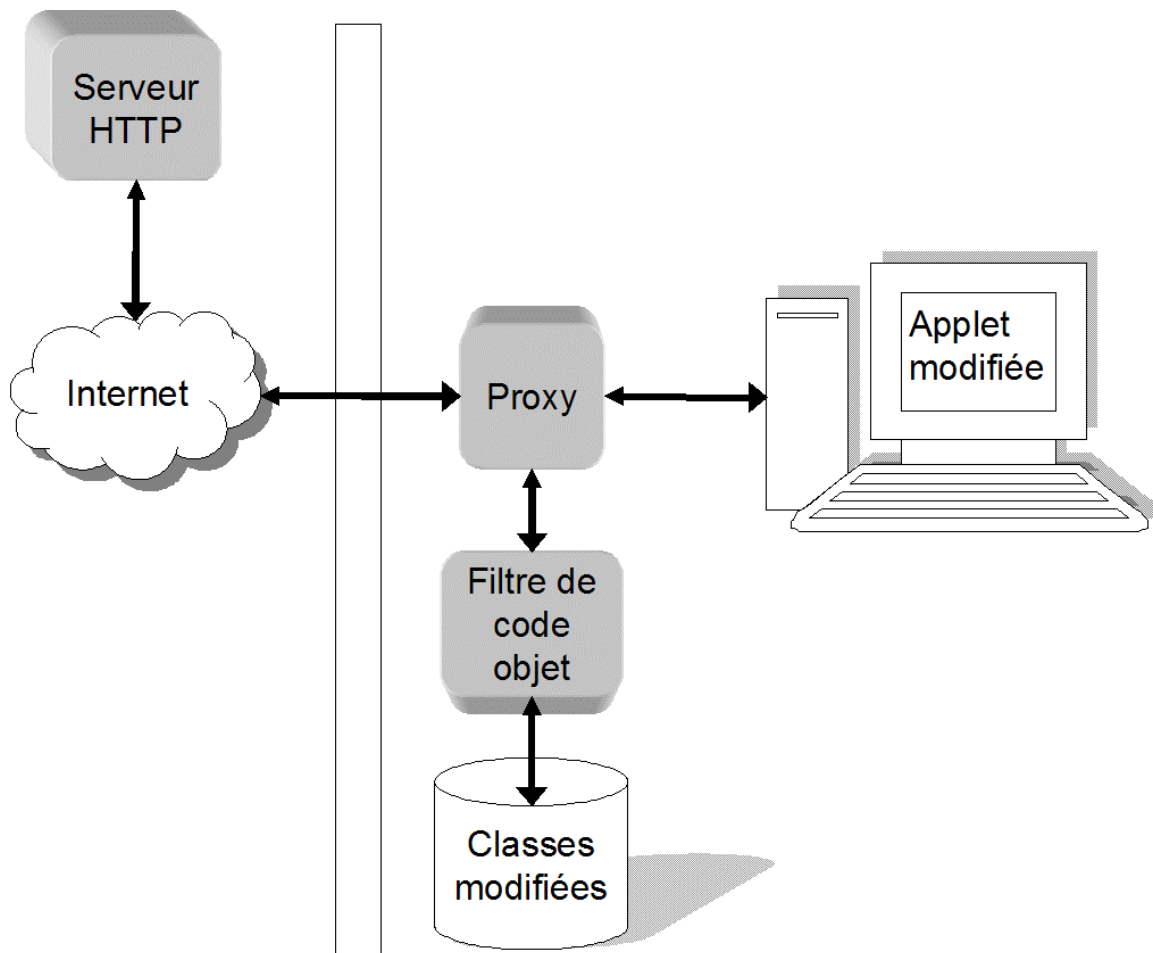 Serveur
HTTP
Internet
Proxy
Applet
modifiée
Filtre de
code
objet
Classes
modifiées